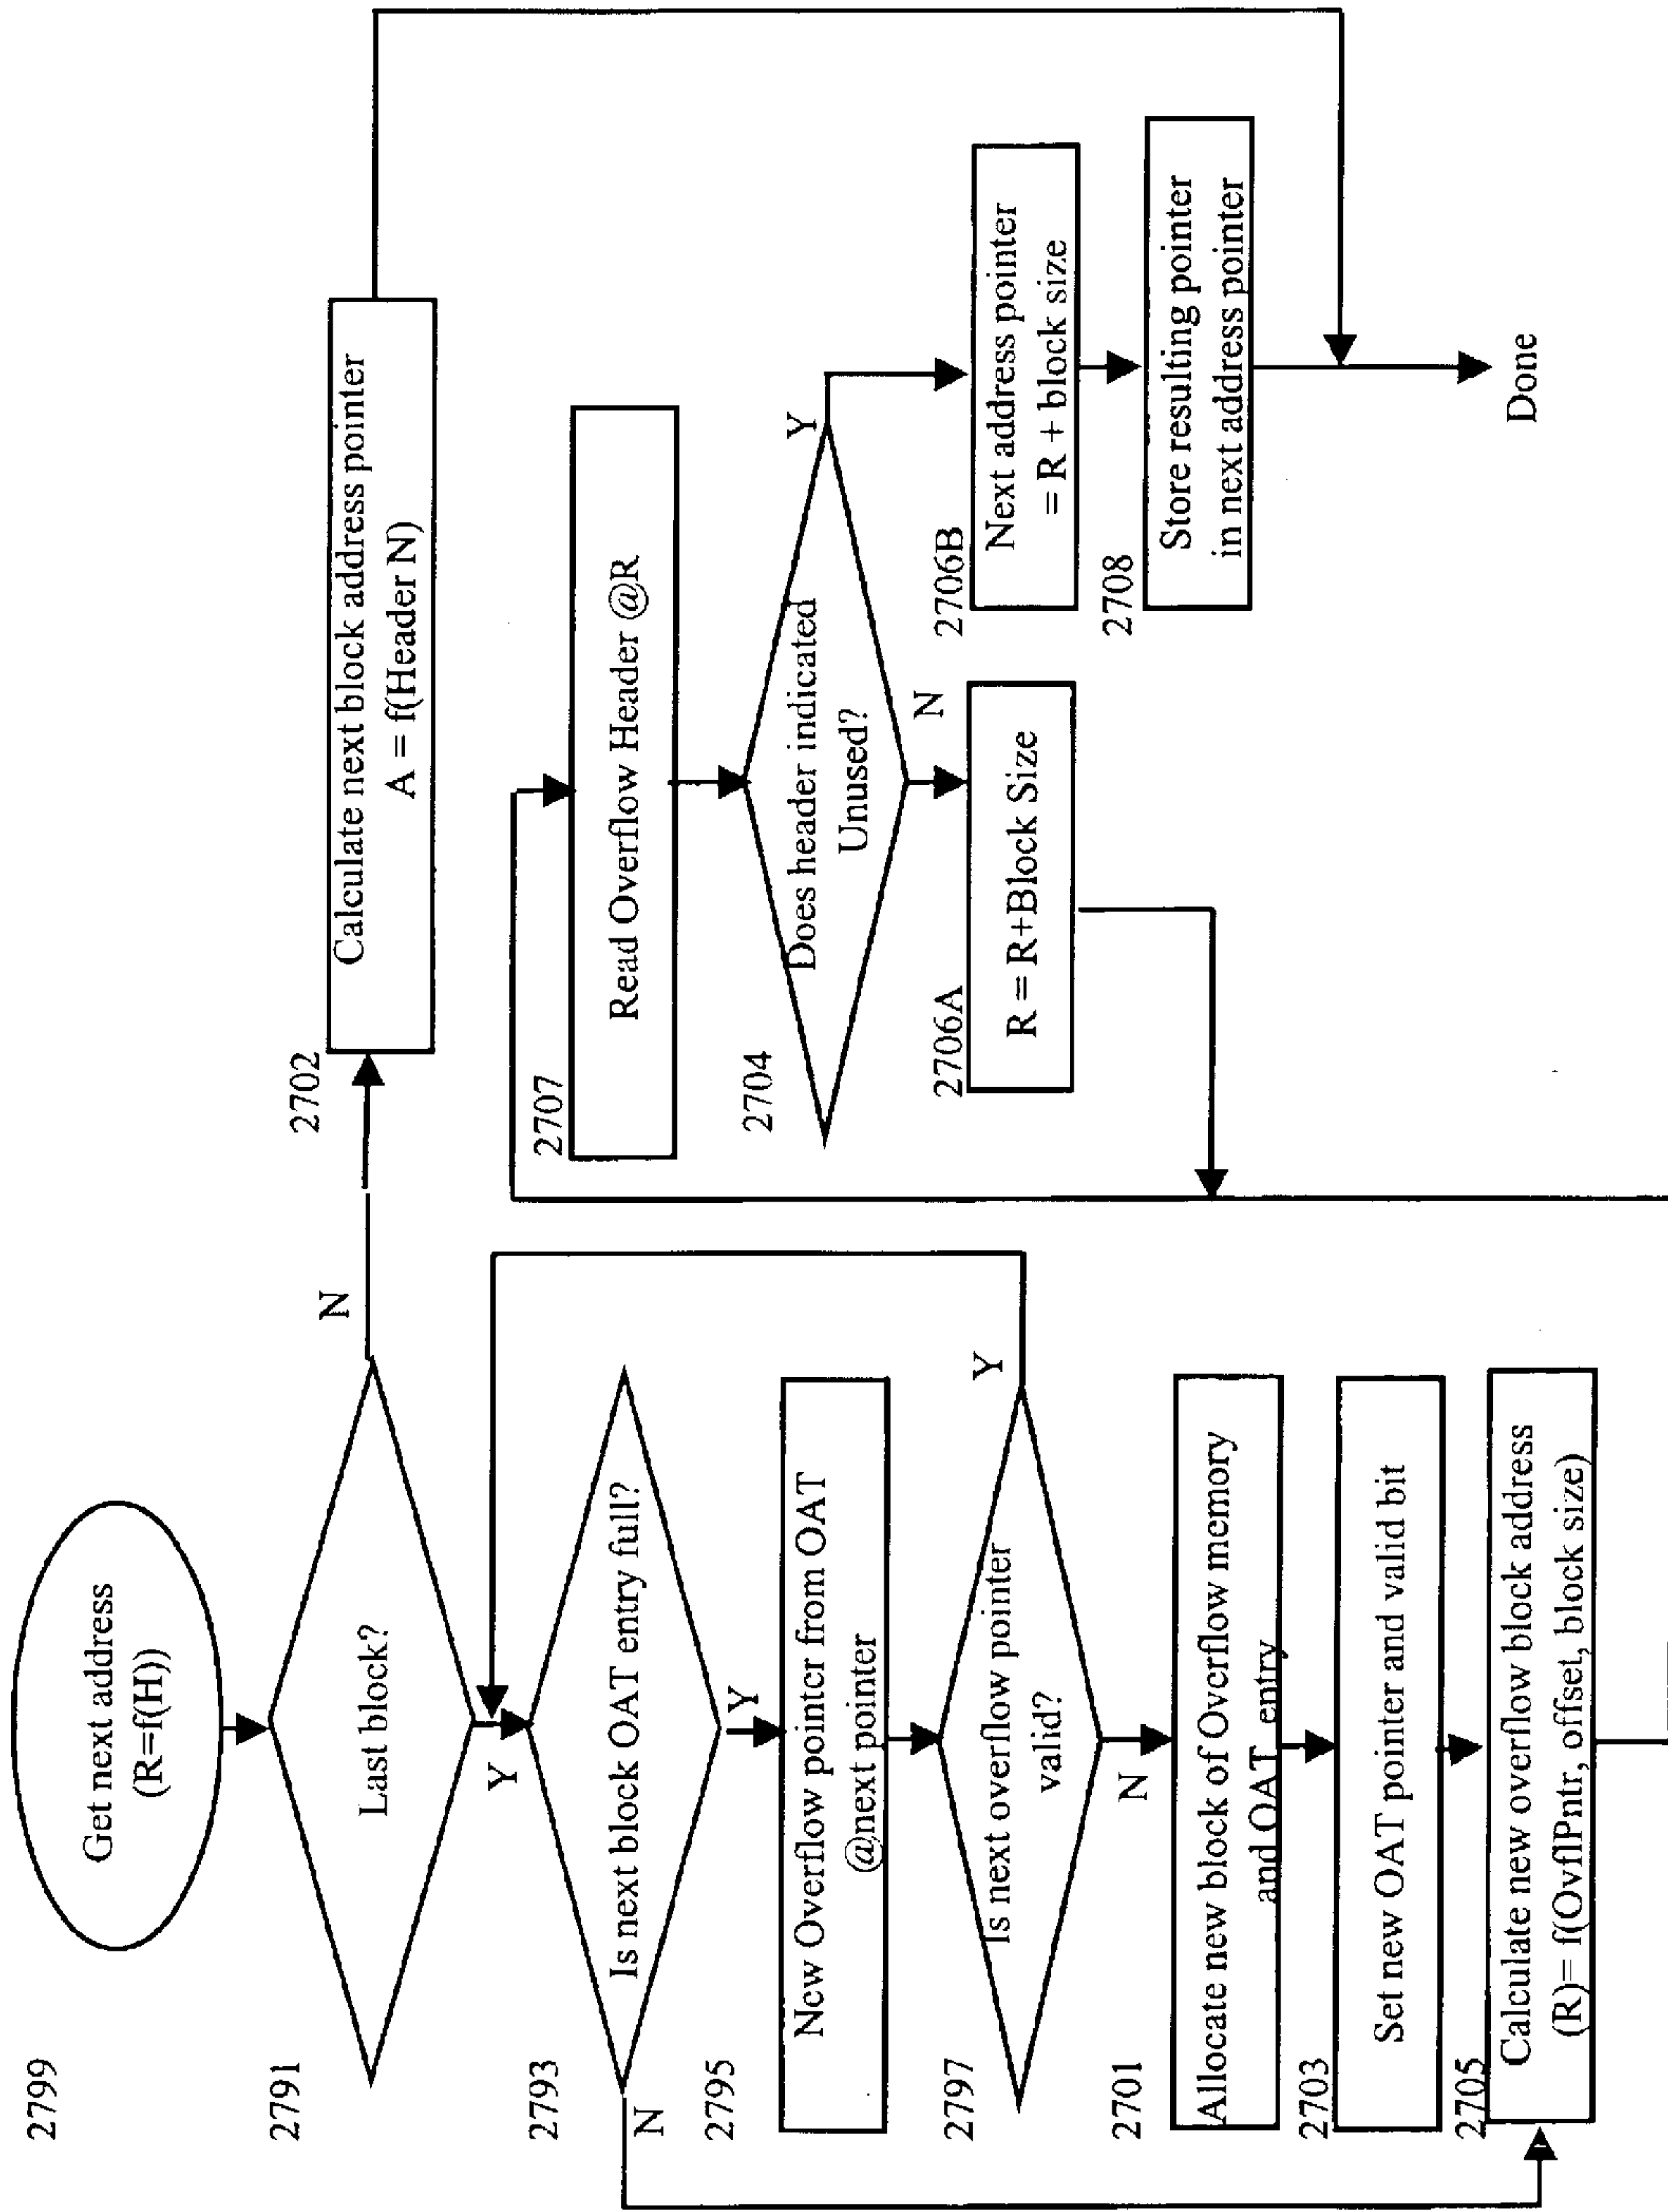 2799
Get next address
(R=f(H))
2791
Last block?
N
Y
2793
Is next block OAT entry full?
N
Y
2795
New Overflow pointer from OAT
@next pointer
2797
Is next overflow pointer
valid?
Y
N
2701
Allocate new block of Overflow memory
and OAT entry
2703
Set new OAT pointer and valid bit
2705
Calculate new overflow block address
(R)= f(OvflPntr, offset, block size)
2702
Calculate next block address pointer
A = f(Header N)
2707
Read Overflow Header @R
2704
Does header indicated
Unused?
Y
N
2706A
R = R+Block Size
2706B
Next address pointer
= R + block size
2708
Store resulting pointer
in next address pointer
Done